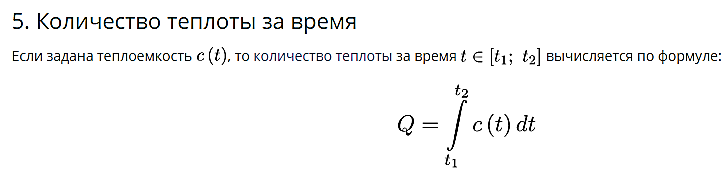 5. Количество теплоты за время
Если задана теплоемкость c (t), то количество теплоты за время t ∈ [t₁; t₂] вычисляется по формуле:
t₂
Q = ∫ c (t) dt
t₁